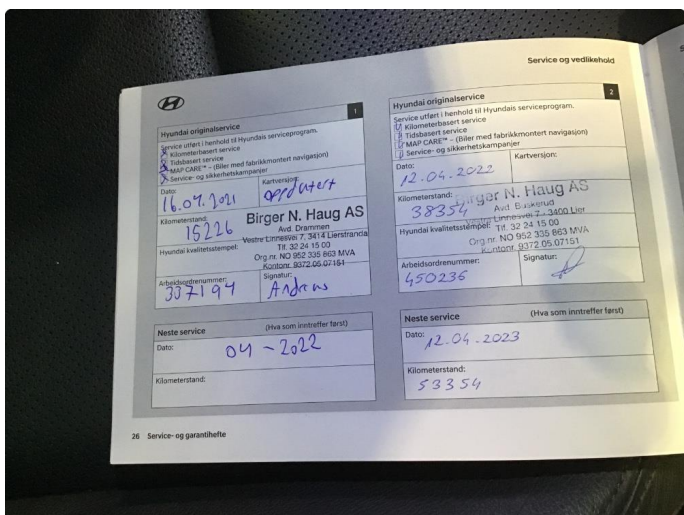 Service og vedlikehold
1
Hyundai originalservice
Service utført i henhold til Hyundais serviceprogram.
Kilometerbasert service
Tidsbasert service
MAP CARE™ - (Biler med fabrikkmontert navigasjon)
Service- og sikkerhetskampanjer
Dato:
16.04.2021
Kartversjon:
oppdatert
Kilometerstand:
15226
Hyundai kvalitetsstempel:
Birger N. Haug AS
Avd. Drammen
Vestre Linnesvei 7, 3414 Lierstranda
Tlf. 32 24 15 00
Org.nr. NO 952 335 863 MVA
Kontonr. 9372.05.07151
Arbeidsordrenummer:
337194
Signatur:
Andreas
Neste service
(Hva som inntreffer først)
Dato:
04-2022
Kilometerstand:
26 Service- og garantihefte
2
Hyundai originalservice
Service utført i henhold til Hyundais serviceprogram.
Kilometerbasert service
Tidsbasert service
MAP CARE™ - (Biler med fabrikkmontert navigasjon)
Service- og sikkerhetskampanjer
Dato:
12.04.2022
Kartversjon:
Kilometerstand:
38354
Hyundai kvalitetsstempel:
Birger N. Haug AS
Avd. Buskerud
Vestre Linnesvei 7 - 3400 Lier
Tlf. 32 24 15 00
Org.nr. NO 952 335 863 MVA
Kontonr. 9372.05.07151
Arbeidsordrenummer:
450236
Signatur:
Neste service
(Hva som inntreffer først)
Dato:
12.04.2023
Kilometerstand:
53354